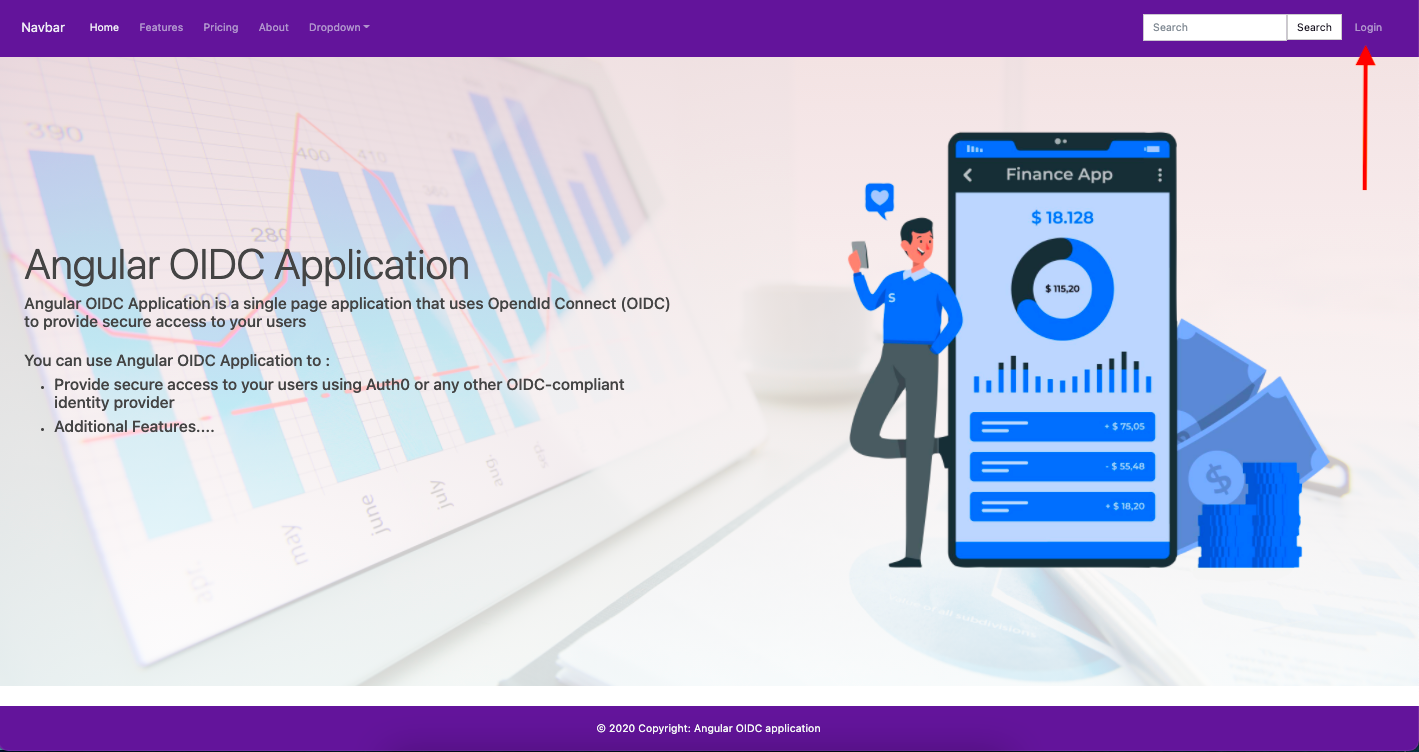 Navbar Home Features Pricing About Dropdown Search Search Login
390
400 410
280
Angular OIDC Application
Angular OIDC Application is a single page application that uses OpendId Connect (OIDC)
to provide secure access to your users
You can use Angular OIDC Application to :
Provide secure access to your users using Auth0 or any other OIDC-compliant
identity provider
Additional Features....
apr.
may
june
july
aug.
sep.
Finance App
$ 18.128
$ 115,20
S
+ $ 75,05
- $ 55,48
+ $ 18,20
$
© 2020 Copyright: Angular OIDC application